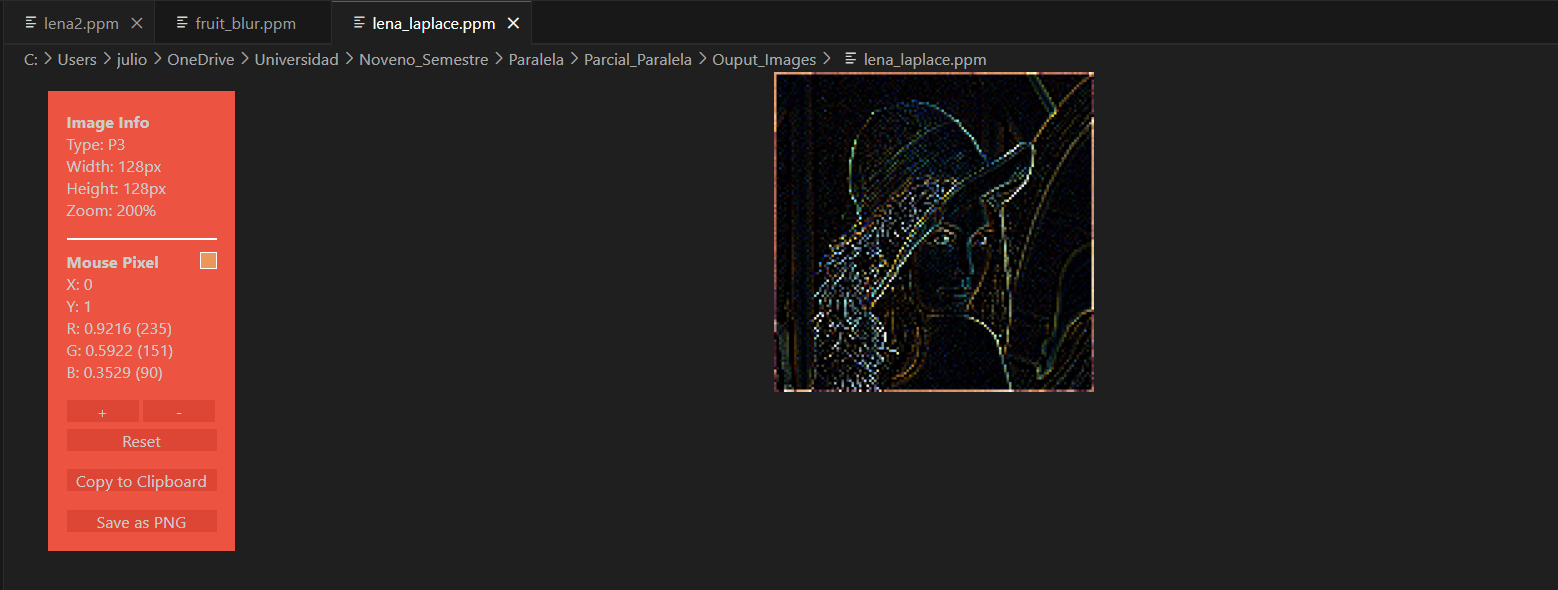 lena2.ppm fruit_blur.ppm lena_laplace.ppm
C: > Users > julio > OneDrive > Universidad > Noveno_Semestre > Paralela > Parcial_Paralela > Ouput_Images > lena_laplace.ppm
Image Info
Type: P3
Width: 128px
Height: 128px
Zoom: 200%
Mouse Pixel
X: 0
Y: 1
R: 0.9216 (235)
G: 0.5922 (151)
B: 0.3529 (90)
+ -
Reset
Copy to Clipboard
Save as PNG